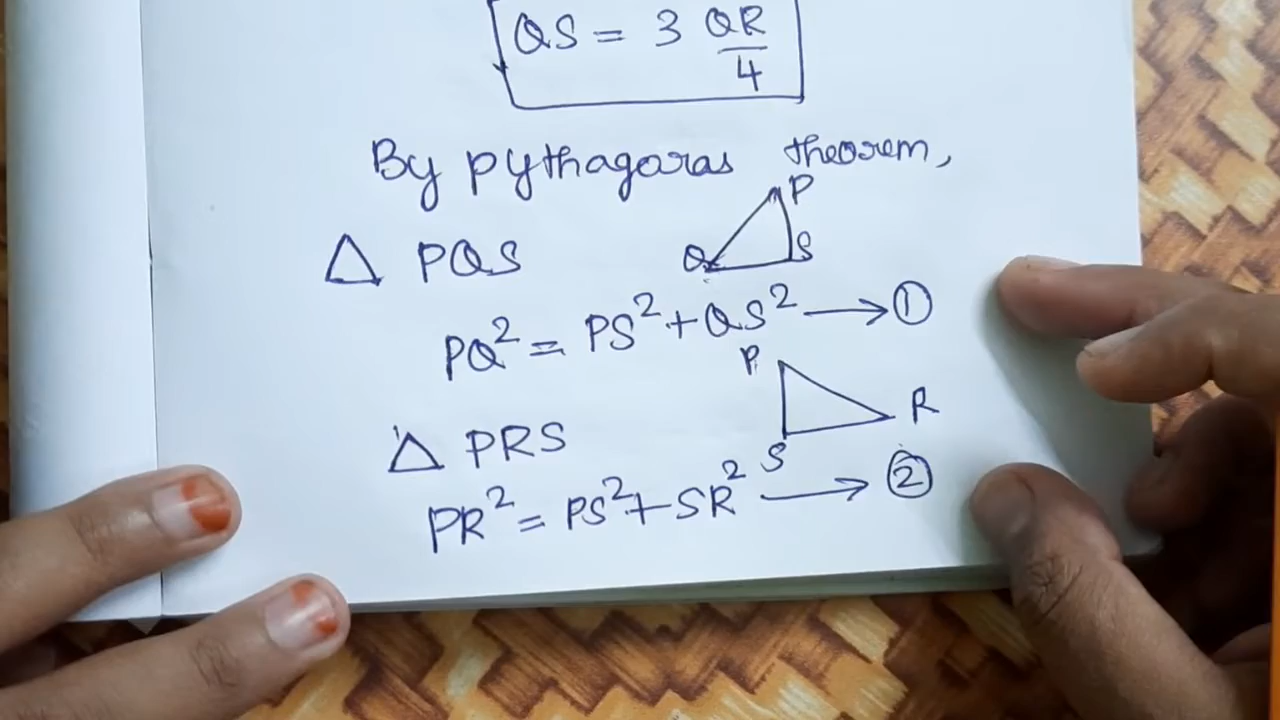 QS = 3 QR/4
By pythagoras theorem,
P
△ PQS
Q S
PQ² = PS² + QS² → ①
P
R
△ PRS
S
PR² = PS² + SR² → ②